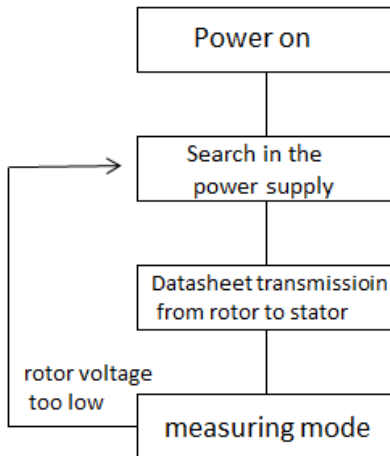 Power on
Search in the
power supply
Datasheet transmissioin
from rotor to stator
rotor voltage
too low
measuring mode